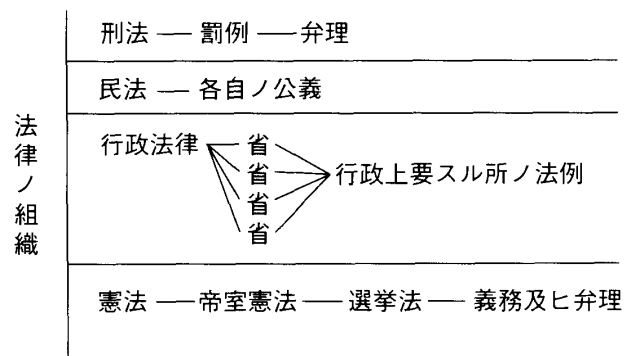 法律ノ組織
刑法 ― 罰例 ― 弁理
民法 ― 各自ノ公義
行政法律 省 行政上要スル所ノ法例
省
省
省
憲法 ― 帝室憲法 ― 選挙法 ― 義務及ヒ弁理